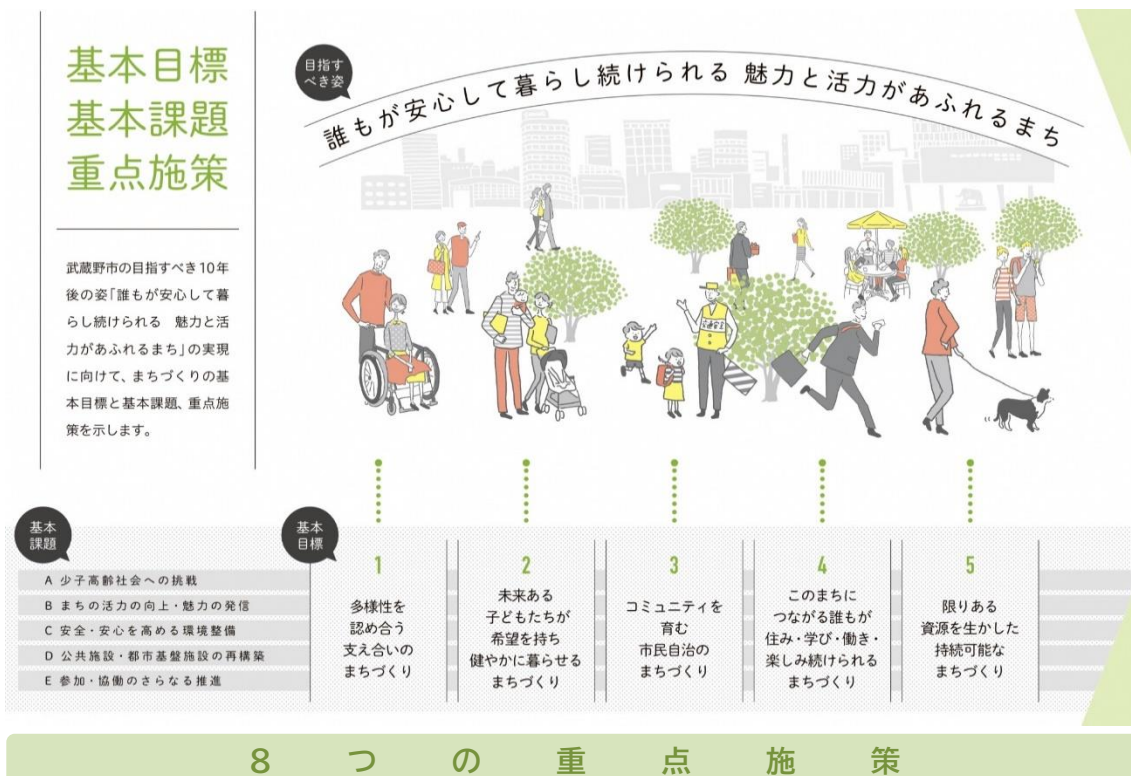 基本目標
基本課題
重点施策
武蔵野市の目指すべき10年
後の姿「誰もが安心して暮
らし続けられる　魅力と活
力があふれるまち」の実現
に向けて、まちづくりの基
本目標と基本課題、重点施
策を示します。
目指す
べき姿
誰もが安心して暮らし続けられる 魅力と活力があふれるまち
交通安全
基本
課題
A 少子高齢社会への挑戦
B まちの活力の向上・魅力の発信
C 安全・安心を高める環境整備
D 公共施設・都市基盤施設の再構築
E 参加・協働のさらなる推進
基本
目標
1
多様性を
認め合う
支え合いの
まちづくり
2
未来ある
子どもたちが
希望を持ち
健やかに暮らせる
まちづくり
3
コミュニティを
育む
市民自治の
まちづくり
4
このまちに
つながる誰もが
住み・学び・働き・
楽しみ続けられる
まちづくり
5
限りある
資源を生かした
持続可能な
まちづくり
8つの重点施策